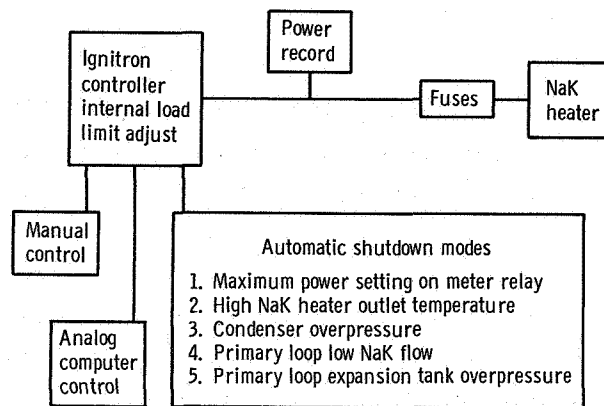 Ignitron
controller
internal load
limit adjust
Power
record
Fuses
NaK
heater
Manual
control
Analog
computer
control
Automatic shutdown modes
1. Maximum power setting on meter relay
2. High NaK heater outlet temperature
3. Condenser overpressure
4. Primary loop low NaK flow
5. Primary loop expansion tank overpressure